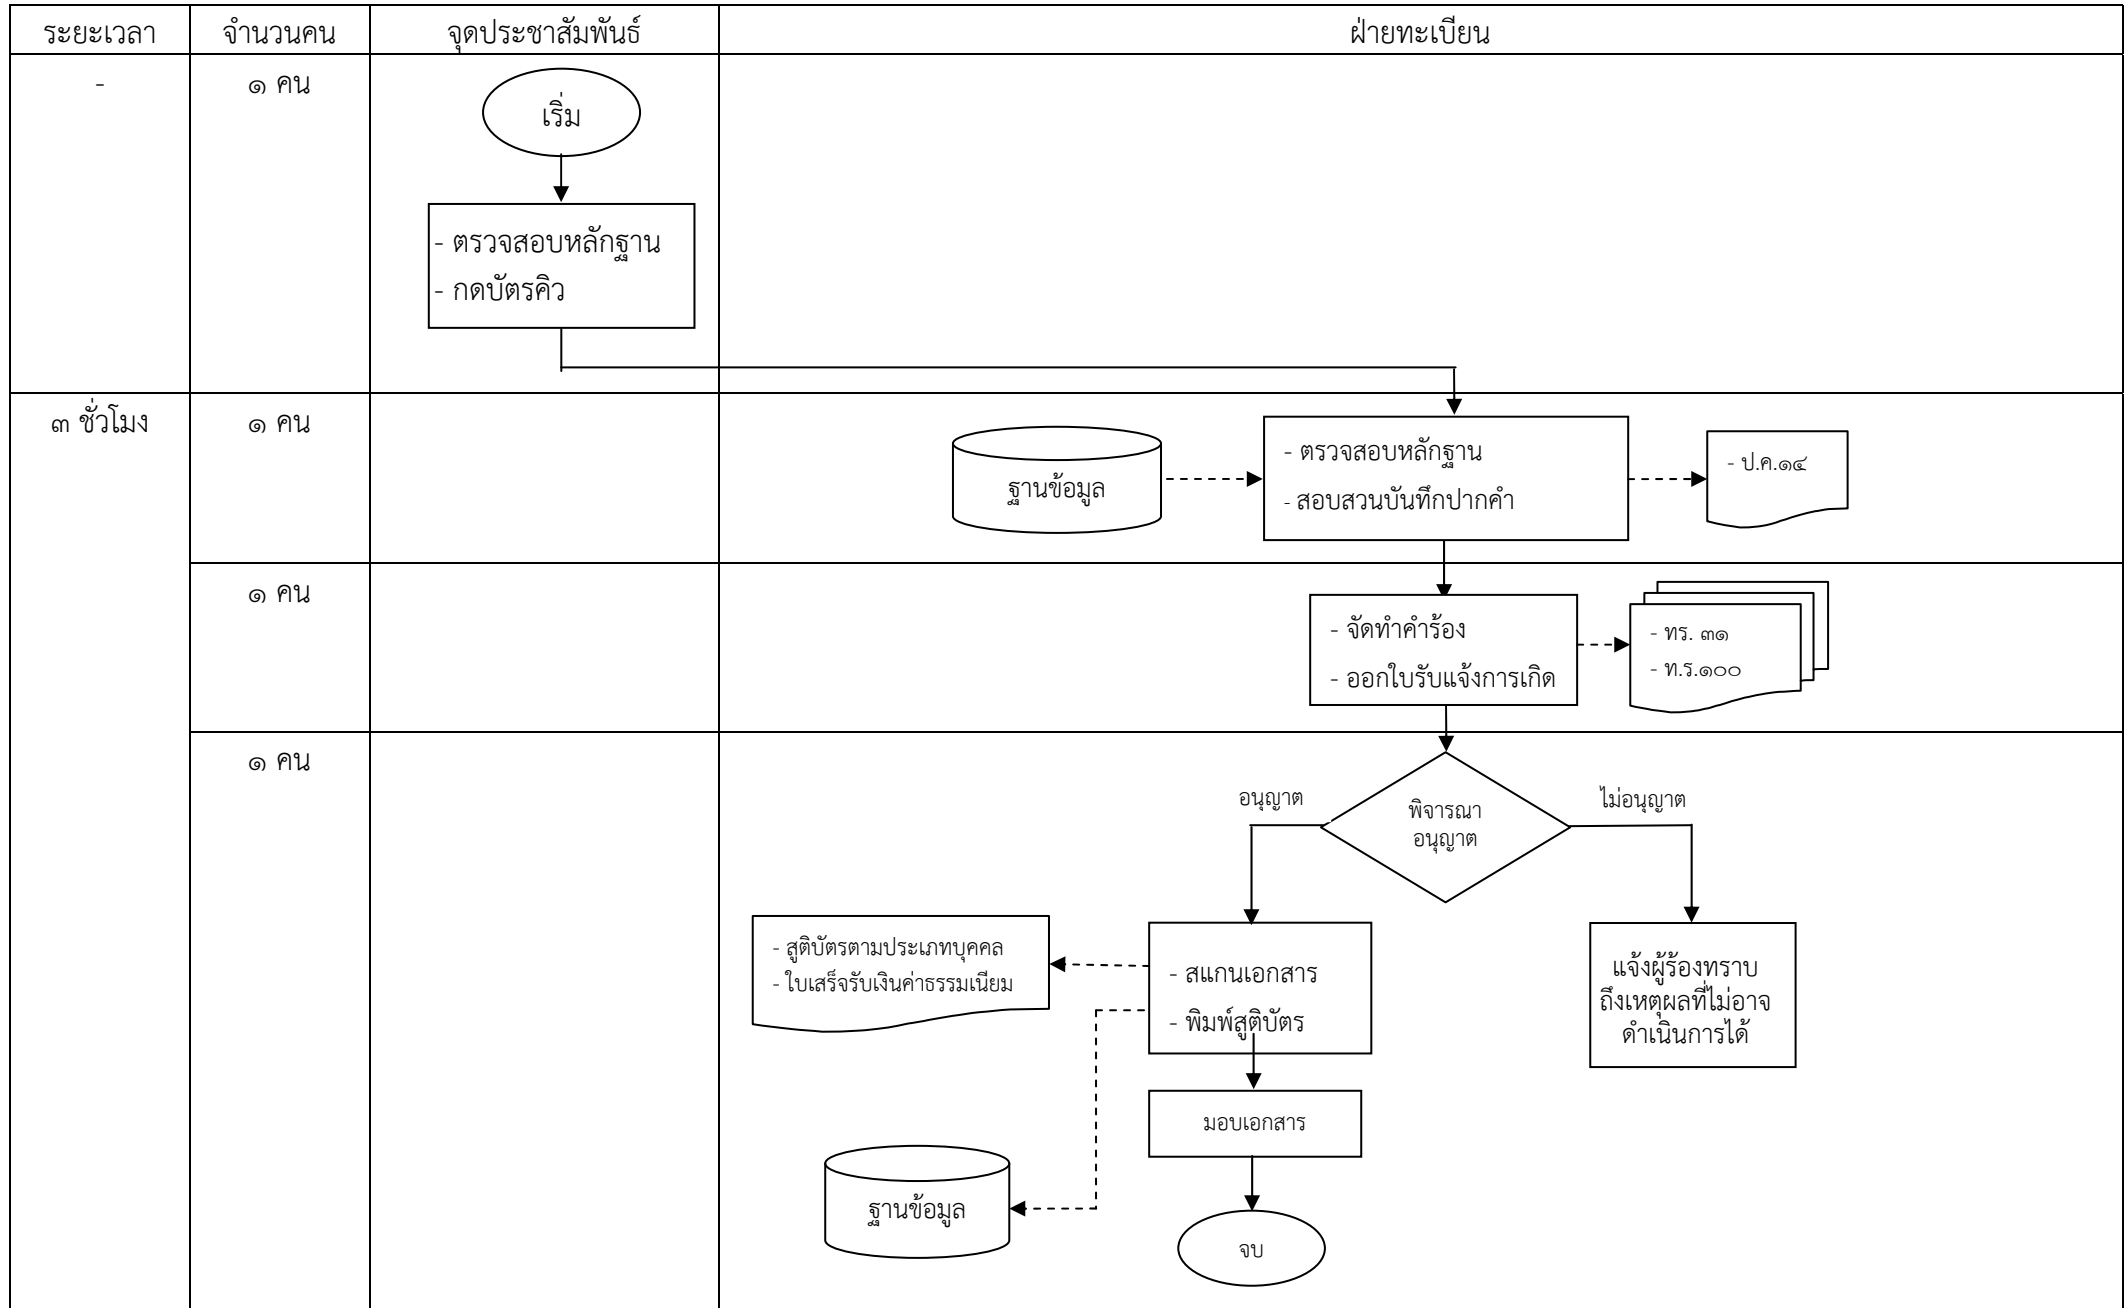 ระยะเวลา
จำนวนคน
จุดประชาสัมพันธ์
ฝ่ายทะเบียน
-
๑ คน
เริ่ม
- ตรวจสอบหลักฐาน
- กดบัตรคิว
๓ ชั่วโมง
๑ คน
ฐานข้อมูล
- ตรวจสอบหลักฐาน
- สอบสวนบันทึกปากคำ
- ป.ค.๑๔
๑ คน
- จัดทำคำร้อง
- ออกใบรับแจ้งการเกิด
- ทร. ๓๑
- ท.ร.๑๐๐
๑ คน
อนุญาต
พิจารณา
อนุญาต
ไม่อนุญาต
- สูติบัตรตามประเภทบุคคล
- ใบเสร็จรับเงินค่าธรรมเนียม
- สแกนเอกสาร
- พิมพ์สูติบัตร
แจ้งผู้ร้องทราบ
ถึงเหตุผลที่ไม่อาจ
ดำเนินการได้
มอบเอกสาร
ฐานข้อมูล
จบ